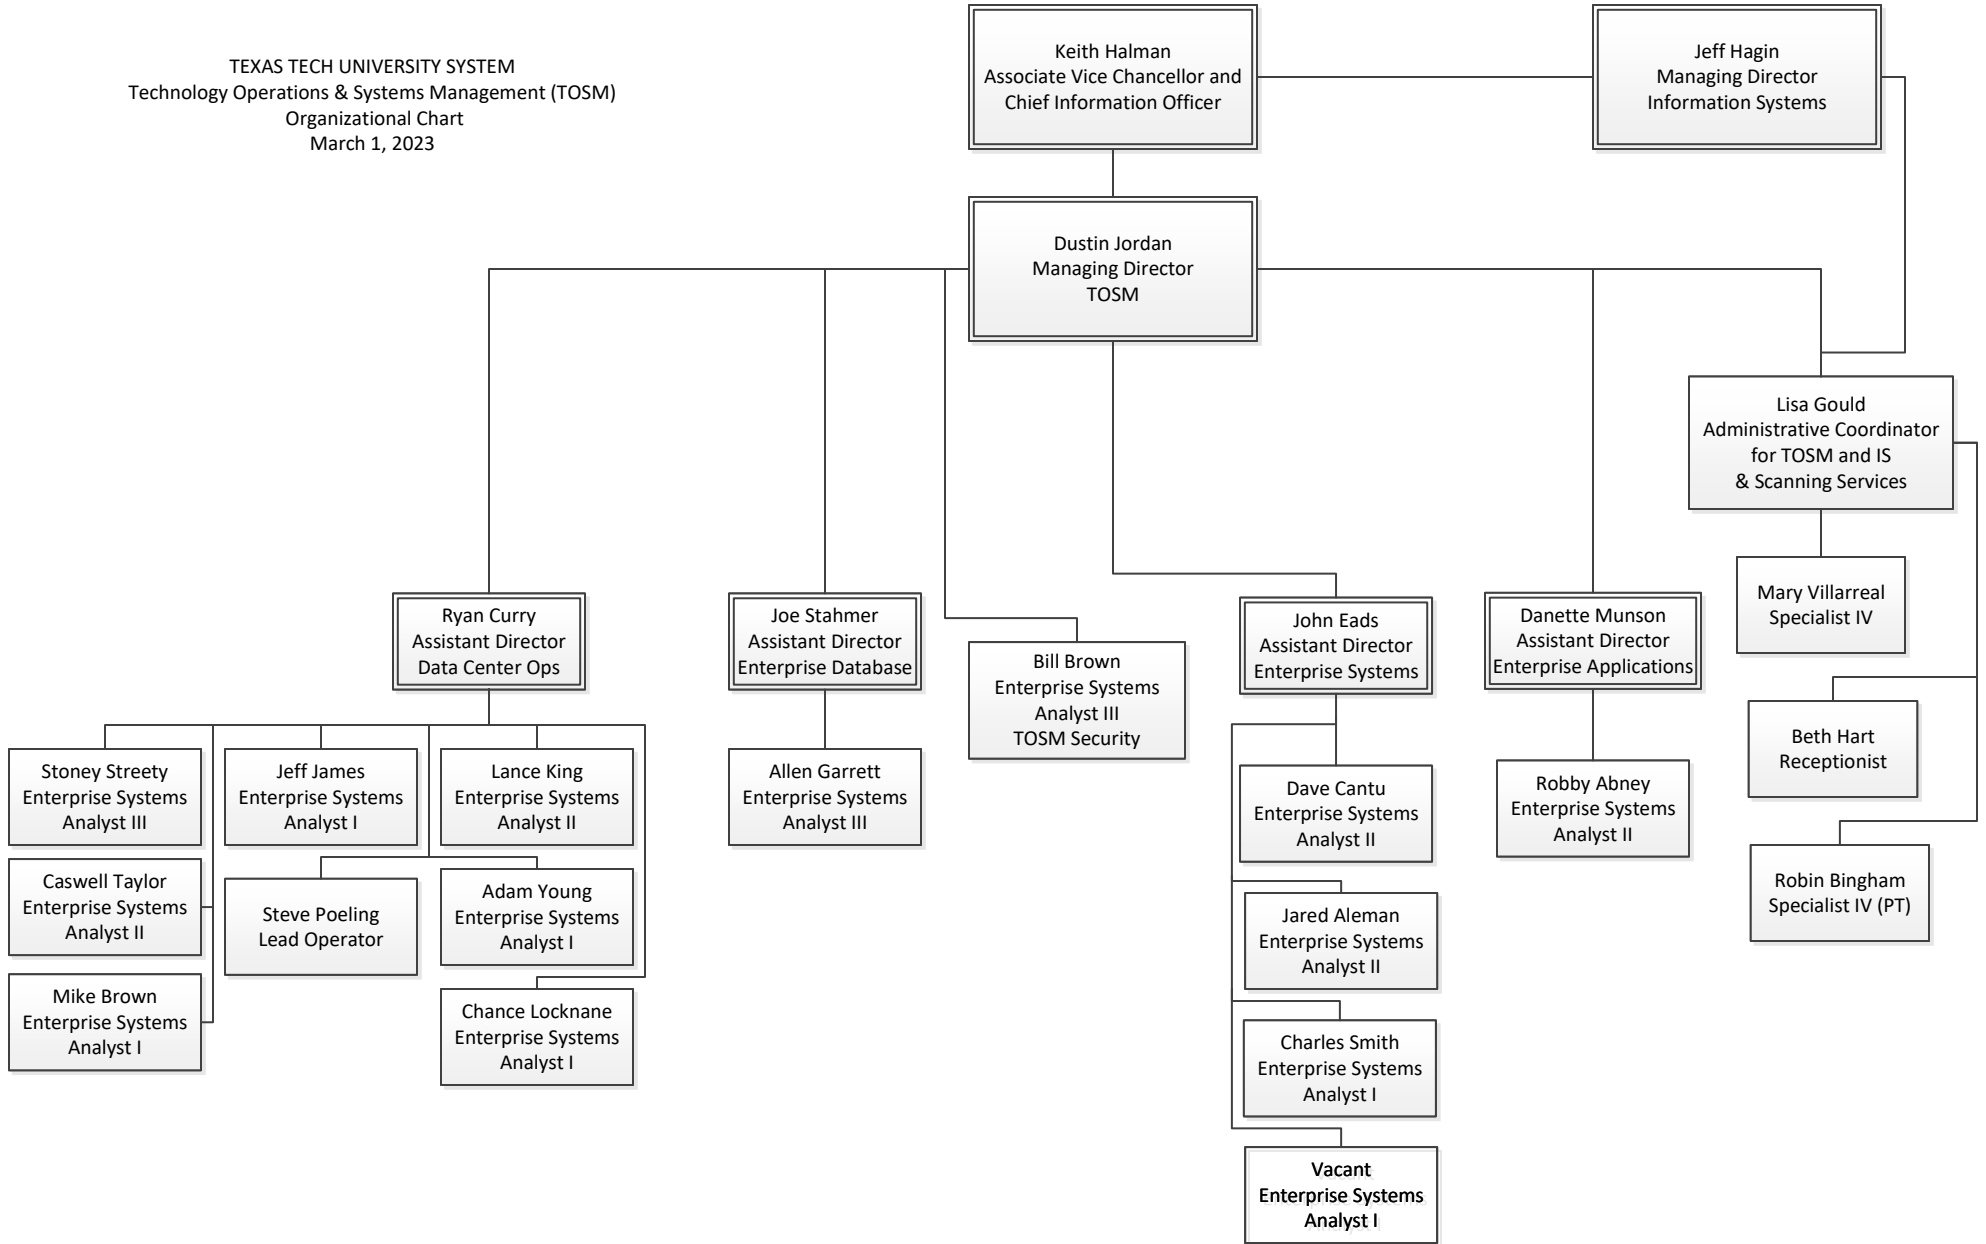 TEXAS TECH UNIVERSITY SYSTEM
Technology Operations & Systems Management (TOSM)
Organizational Chart
March 1, 2023
Keith Halman
Associate Vice Chancellor and
Chief Information Officer
Jeff Hagin
Managing Director
Information Systems
Dustin Jordan
Managing Director
TOSM
Lisa Gould
Administrative Coordinator
for TOSM and IS
& Scanning Services
Mary Villarreal
Specialist IV
Beth Hart
Receptionist
Robin Bingham
Specialist IV (PT)
Ryan Curry
Assistant Director
Data Center Ops
Joe Stahmer
Assistant Director
Enterprise Database
Bill Brown
Enterprise Systems
Analyst III
TOSM Security
John Eads
Assistant Director
Enterprise Systems
Danette Munson
Assistant Director
Enterprise Applications
Stoney Streety
Enterprise Systems
Analyst III
Jeff James
Enterprise Systems
Analyst I
Lance King
Enterprise Systems
Analyst II
Allen Garrett
Enterprise Systems
Analyst III
Dave Cantu
Enterprise Systems
Analyst II
Robby Abney
Enterprise Systems
Analyst II
Caswell Taylor
Enterprise Systems
Analyst II
Steve Poeling
Lead Operator
Adam Young
Enterprise Systems
Analyst I
Jared Aleman
Enterprise Systems
Analyst II
Mike Brown
Enterprise Systems
Analyst I
Chance Locknane
Enterprise Systems
Analyst I
Charles Smith
Enterprise Systems
Analyst I
Vacant
Enterprise Systems
Analyst I